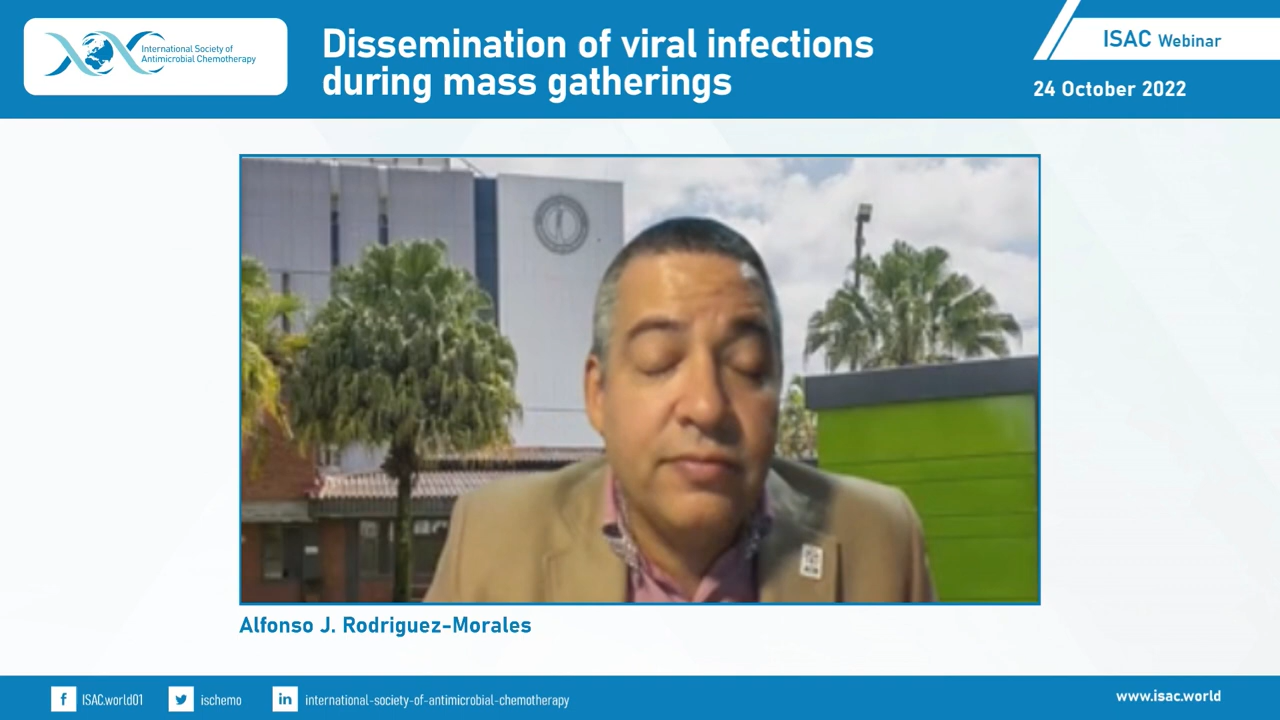 International Society of
Antimicrobial Chemotherapy
Dissemination of viral infections
during mass gatherings
ISAC Webinar
24 October 2022
Alfonso J. Rodriguez-Morales
ISAC.world01
ischemo
international-society-of-antimicrobial-chemotherapy
www.isac.world